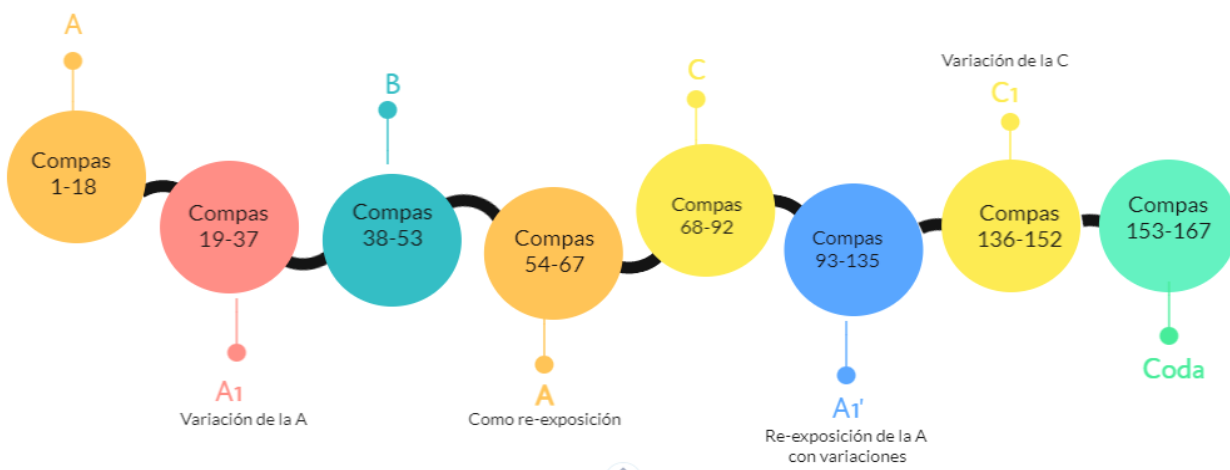 A
Compas
1-18
Compas
19-37
A1
Variación de la A
B
Compas
38-53
Compas
54-67
A
Como re-exposición
C
Compas
68-92
Compas
93-135
A1'
Re-exposición de la A
con variaciones
Variación de la C
C1
Compas
136-152
Compas
153-167
Coda